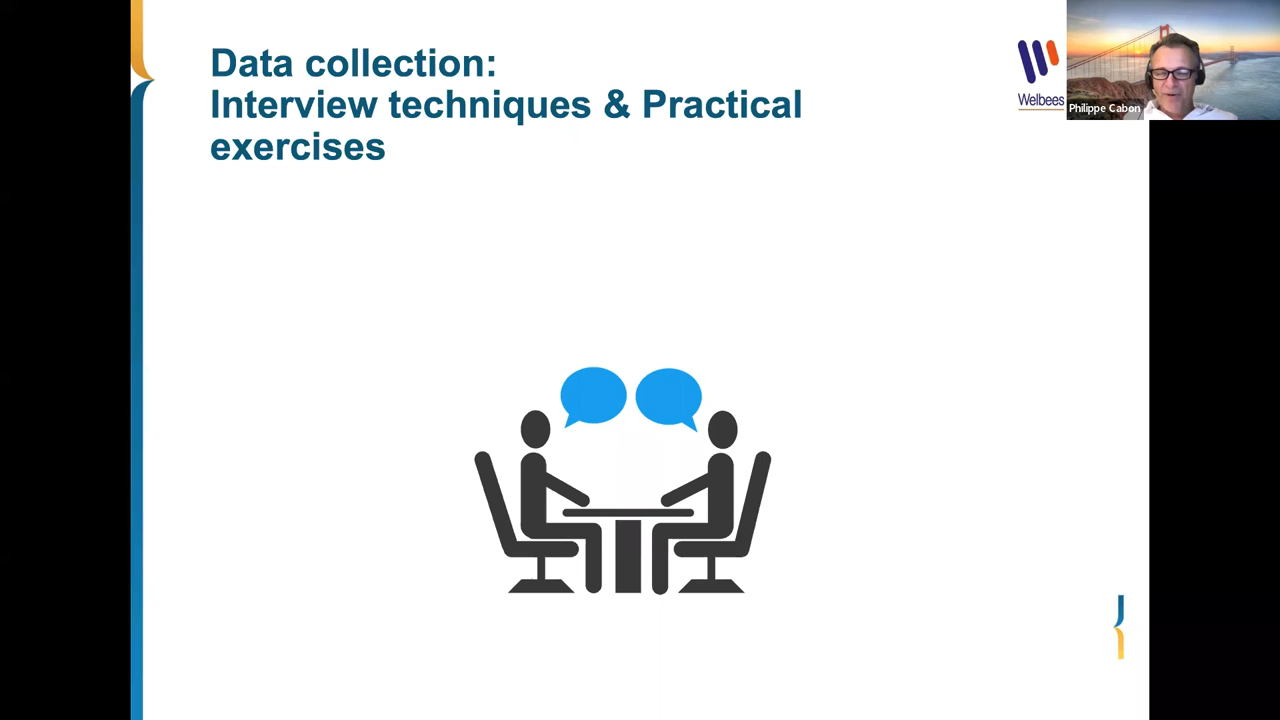 Data collection:
Interview techniques & Practical
exercises
Welbees
Philippe Cabon